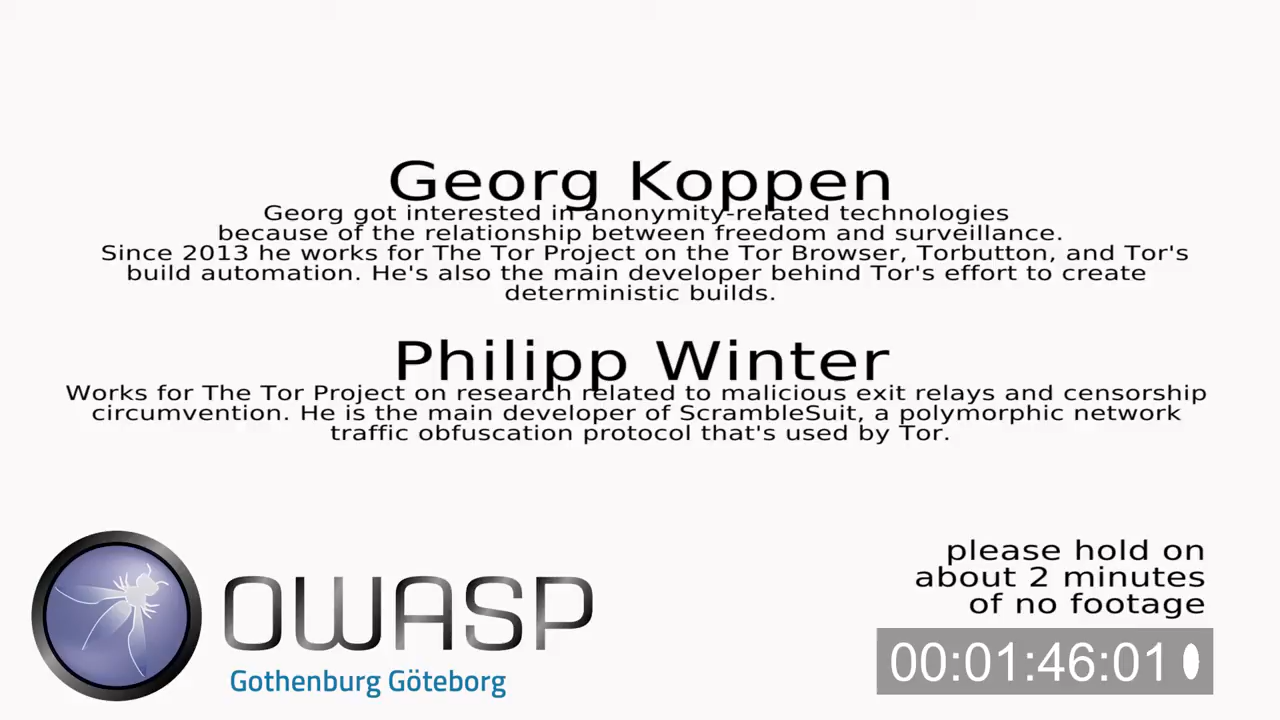 Georg Koppen
Georg got interested in anonymity-related technologies
because of the relationship between freedom and surveillance.
Since 2013 he works for The Tor Project on the Tor Browser, Torbutton, and Tor's
build automation. He's also the main developer behind Tor's effort to create
deterministic builds.
Philipp Winter
Works for The Tor Project on research related to malicious exit relays and censorship
circumvention. He is the main developer of ScrambleSuit, a polymorphic network
traffic obfuscation protocol that's used by Tor.
OWASP
Gothenburg Göteborg
please hold on
about 2 minutes
of no footage
00:01:46:01